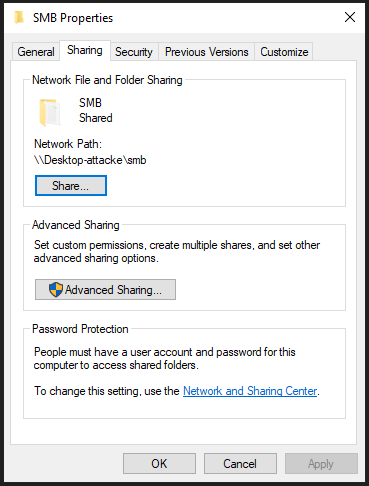 SMB Properties
General Sharing Security Previous Versions Customize
Network File and Folder Sharing
SMB
Shared
Network Path:
\\Desktop-attacke\smb
Share...
Advanced Sharing
Set custom permissions, create multiple shares, and set other
advanced sharing options.
Advanced Sharing...
Password Protection
People must have a user account and password for this
computer to access shared folders.
To change this setting, use the Network and Sharing Center.
OK Cancel Apply